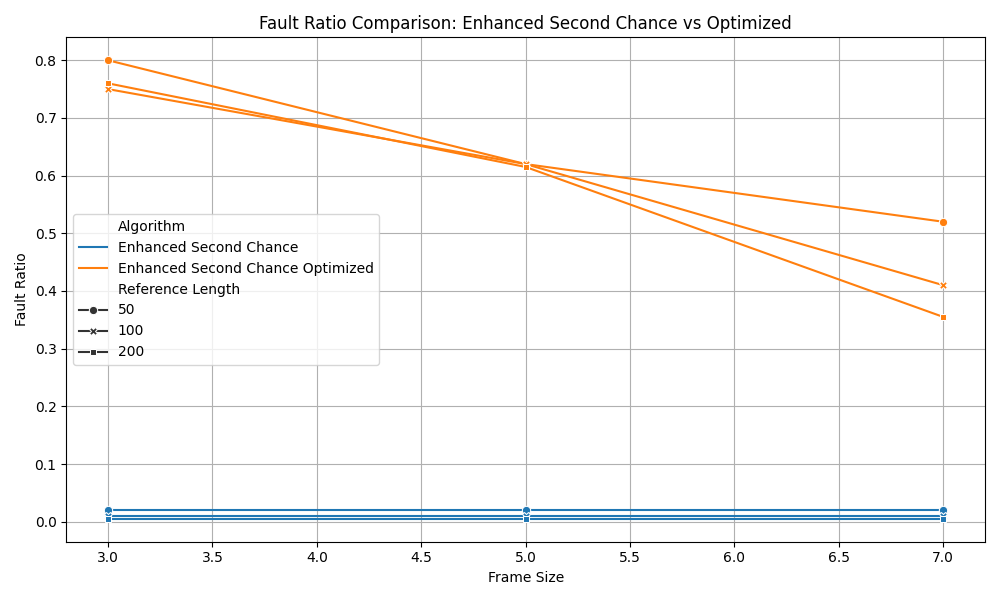 Fault Ratio Comparison: Enhanced Second Chance vs Optimized
Fault Ratio
0.8
0.7
0.6
0.5
0.4
0.3
0.2
0.1
0.0
Algorithm
Enhanced Second Chance
Enhanced Second Chance Optimized
Reference Length
50
100
200
3.0 3.5 4.0 4.5 5.0 5.5 6.0 6.5 7.0
Frame Size